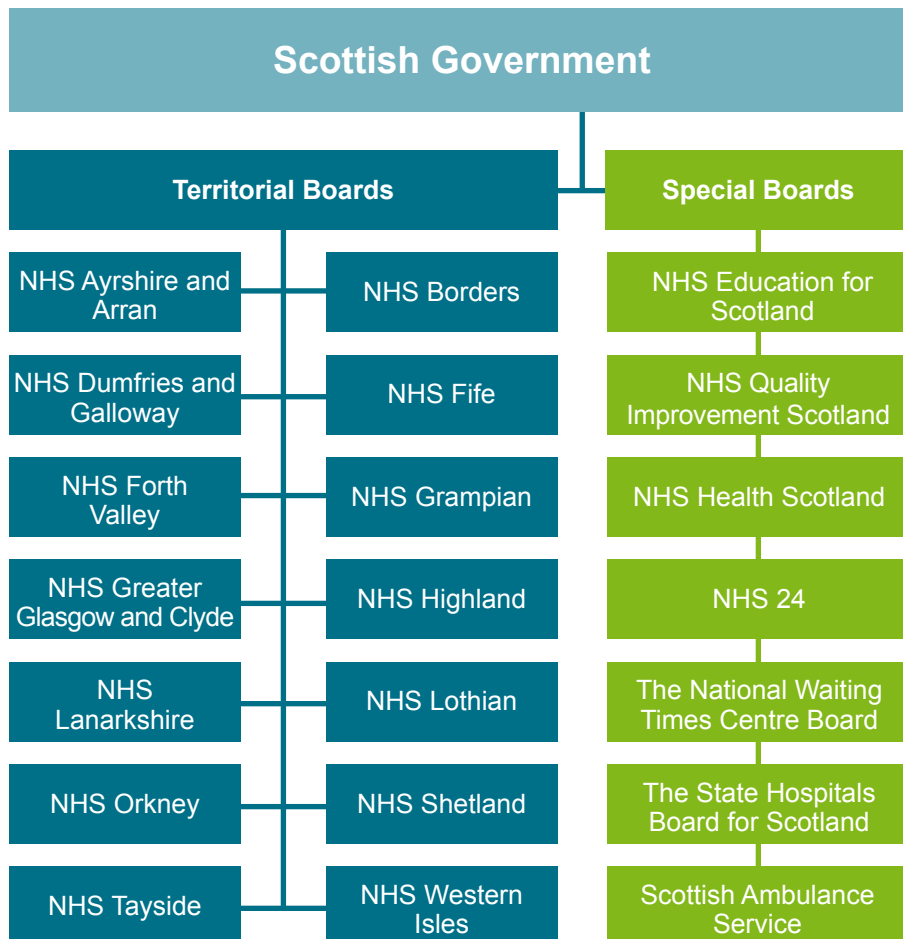 Scottish Government
Territorial Boards
Special Boards
NHS Ayrshire and
Arran
NHS Borders
NHS Education for
Scotland
NHS Dumfries and
Galloway
NHS Fife
NHS Quality
Improvement Scotland
NHS Forth
Valley
NHS Grampian
NHS Health Scotland
NHS Greater
Glasgow and Clyde
NHS Highland
NHS 24
NHS
Lanarkshire
NHS Lothian
The National Waiting
Times Centre Board
NHS Orkney
NHS Shetland
The State Hospitals
Board for Scotland
NHS Tayside
NHS Western
Isles
Scottish Ambulance
Service